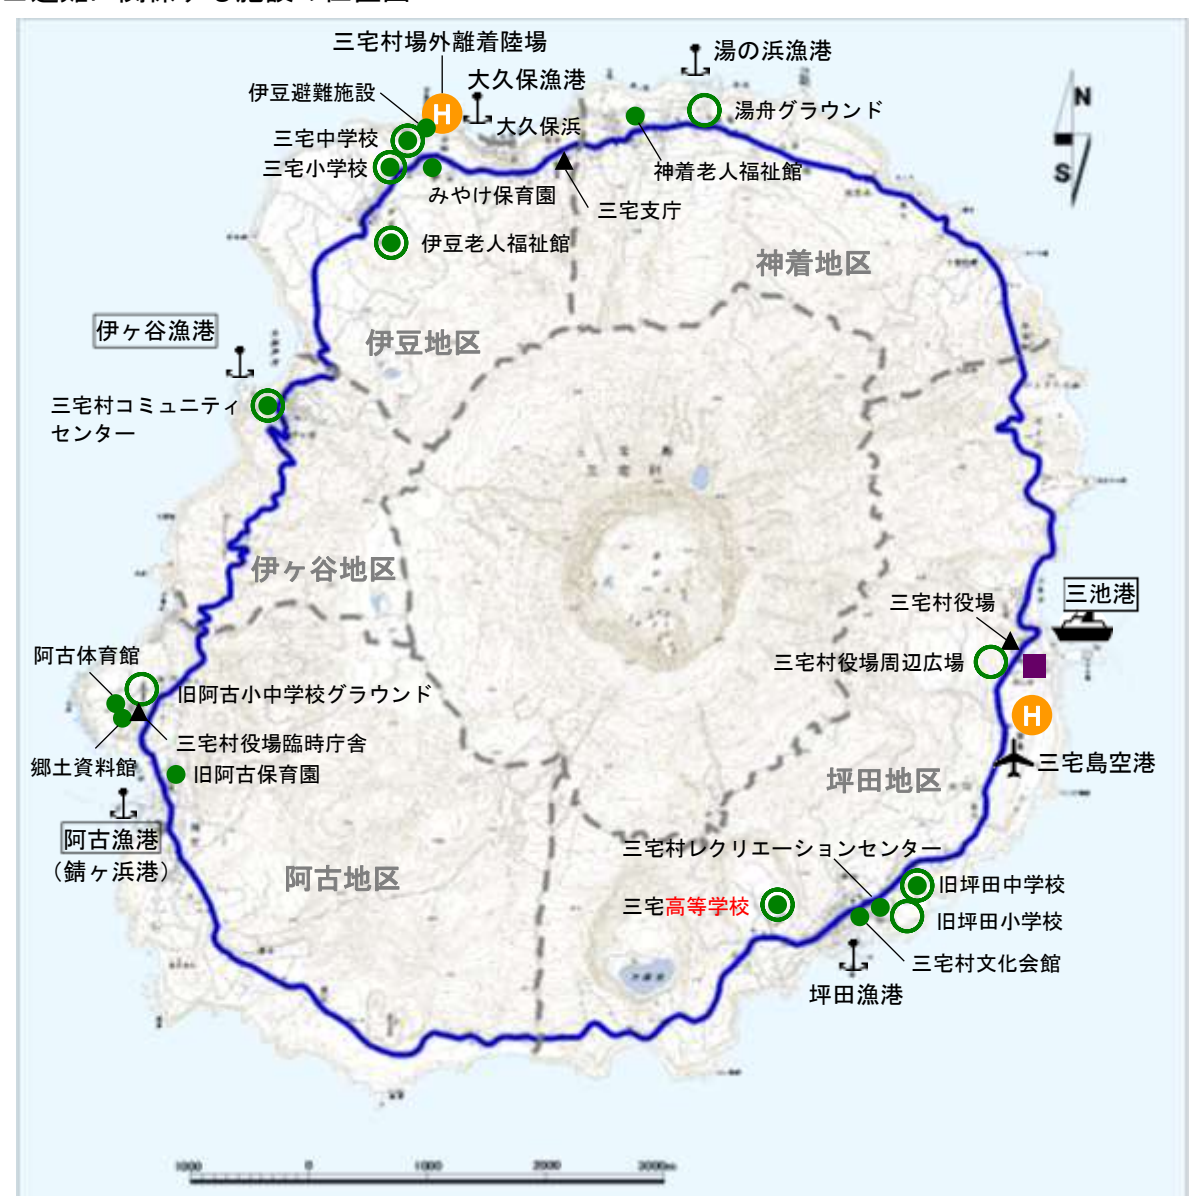 三宅村場外離着陸場
湯の浜漁港
大久保漁港
伊豆避難施設
H
N
湯舟グラウンド
大久保浜
三宅中学校
三宅小学校
神着老人福祉館
S
みやけ保育園
三宅支庁
伊豆老人福祉館
神着地区
伊ヶ谷漁港
伊豆地区
三宅村コミュニティ
センター
伊ヶ谷地区
三宅村役場
三池港
阿古体育館
三宅村役場周辺広場
旧阿古小中学校グラウンド
H
三宅村役場臨時庁舎
郷土資料館
旧阿古保育園
三宅島空港
坪田地区
阿古漁港
(錆ヶ浜港)
三宅村レクリエーションセンター
阿古地区
旧坪田中学校
三宅高等学校
旧坪田小学校
三宅村文化会館
坪田漁港
1000 0 1000 2000 3000m